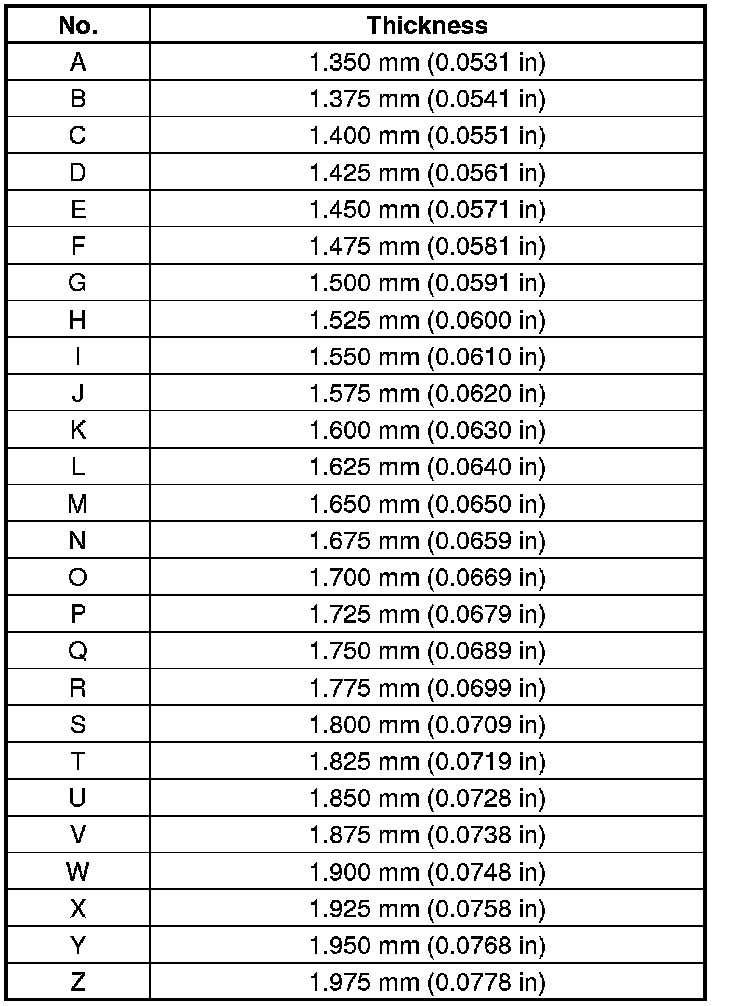 No. Thickness
A 1.350 mm (0.0531 in)
B 1.375 mm (0.0541 in)
C 1.400 mm (0.0551 in)
D 1.425 mm (0.0561 in)
E 1.450 mm (0.0571 in)
F 1.475 mm (0.0581 in)
G 1.500 mm (0.0591 in)
H 1.525 mm (0.0600 in)
I 1.550 mm (0.0610 in)
J 1.575 mm (0.0620 in)
K 1.600 mm (0.0630 in)
L 1.625 mm (0.0640 in)
M 1.650 mm (0.0650 in)
N 1.675 mm (0.0659 in)
O 1.700 mm (0.0669 in)
P 1.725 mm (0.0679 in)
Q 1.750 mm (0.0689 in)
R 1.775 mm (0.0699 in)
S 1.800 mm (0.0709 in)
T 1.825 mm (0.0719 in)
U 1.850 mm (0.0728 in)
V 1.875 mm (0.0738 in)
W 1.900 mm (0.0748 in)
X 1.925 mm (0.0758 in)
Y 1.950 mm (0.0768 in)
Z 1.975 mm (0.0778 in)